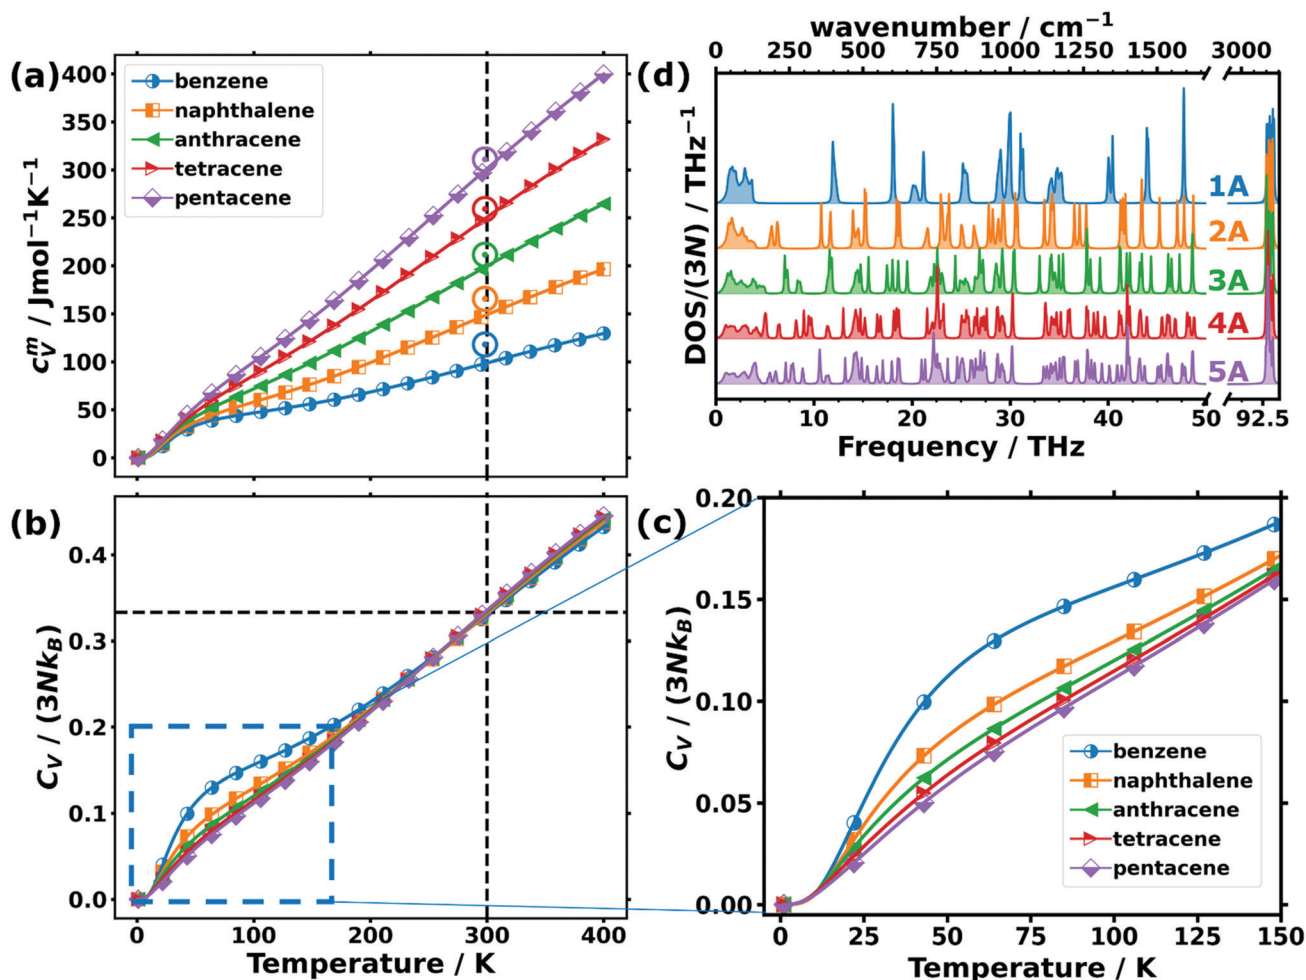 (a)
400
350
300
250
200
150
100
50
0
c_V^m / Jmol⁻¹K⁻¹
benzene
naphthalene
anthracene
tetracene
pentacene
(d)
wavenumber / cm⁻¹
0 250 500 750 1000 1250 1500 3000
DOS/(3N) / THz⁻¹
1A
2A
3A
4A
5A
0 10 20 30 40 50 92.5
Frequency / THz
(b)
0.4
0.3
0.2
0.1
0.0
C_V / (3Nk_B)
0 100 200 300 400
Temperature / K
(c)
0.20
0.15
0.10
0.05
0.00
C_V / (3Nk_B)
benzene
naphthalene
anthracene
tetracene
pentacene
0 25 50 75 100 125 150
Temperature / K